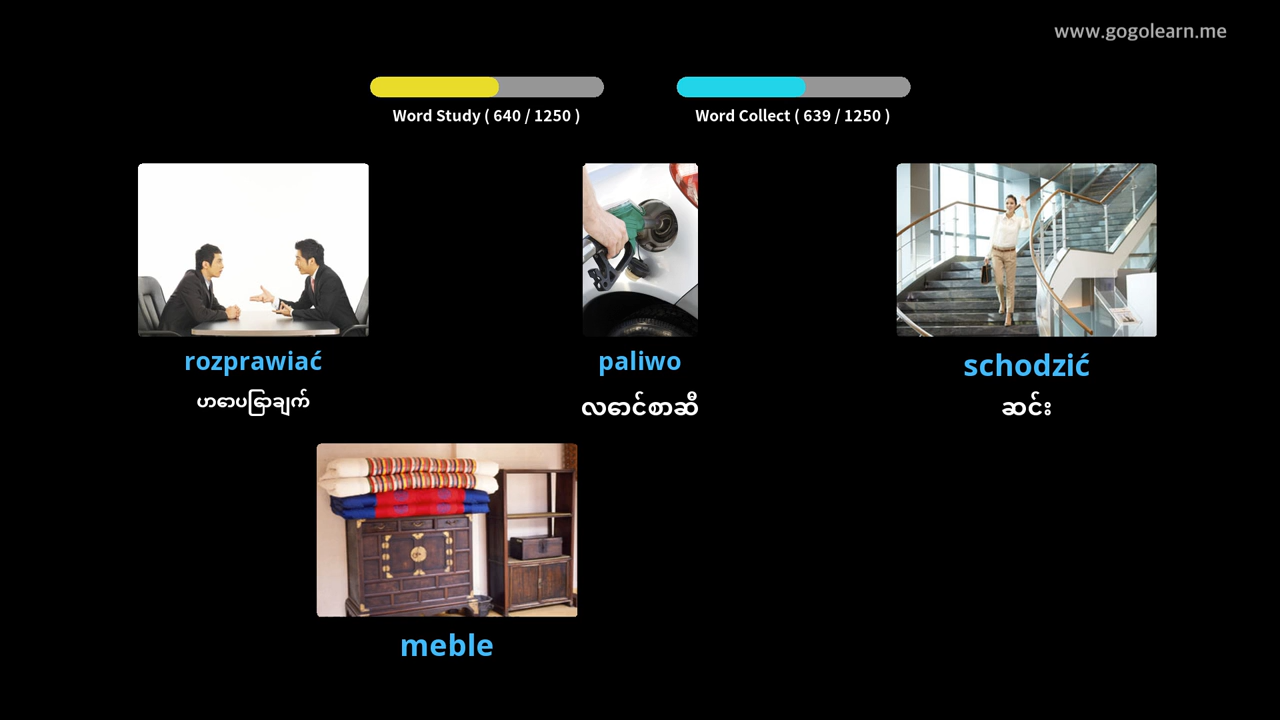 www.gogolearn.me
Word Study ( 640 / 1250 )
Word Collect ( 639 / 1250 )
rozprawiać
paliwo
schodzić
ဟောပြောချက်
လောင်စာဆီ
ဆင်း
meble